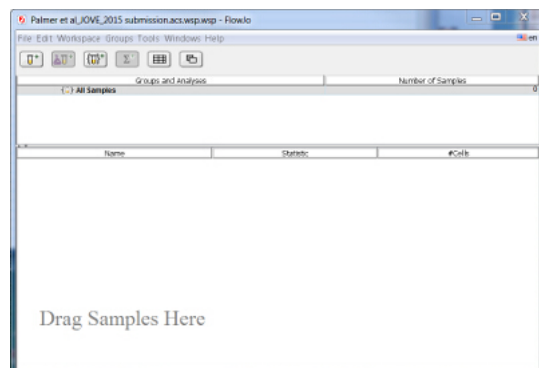 Palmer et al_JOVE_2015 submission.acs.wsp.wsp - FlowJo
File Edit Workspace Groups Tools Windows Help en
Groups and Analyses Number of Samples
{ } All Samples 0
Name Statistic #Cells
Drag Samples Here